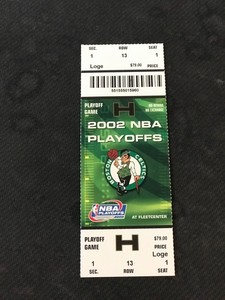 SEC. ROW SEAT
1 13 1
Loge $79.00 PRICE
PLAYOFF GAME H
2002 NBA
PLAYOFFS
BOSTON CELTICS
NBA PLAYOFFS 2002
AT FLEETCENTER
PLAYOFF GAME H $79.00 PRICE
Loge
1 13 1
SEC. ROW SEAT